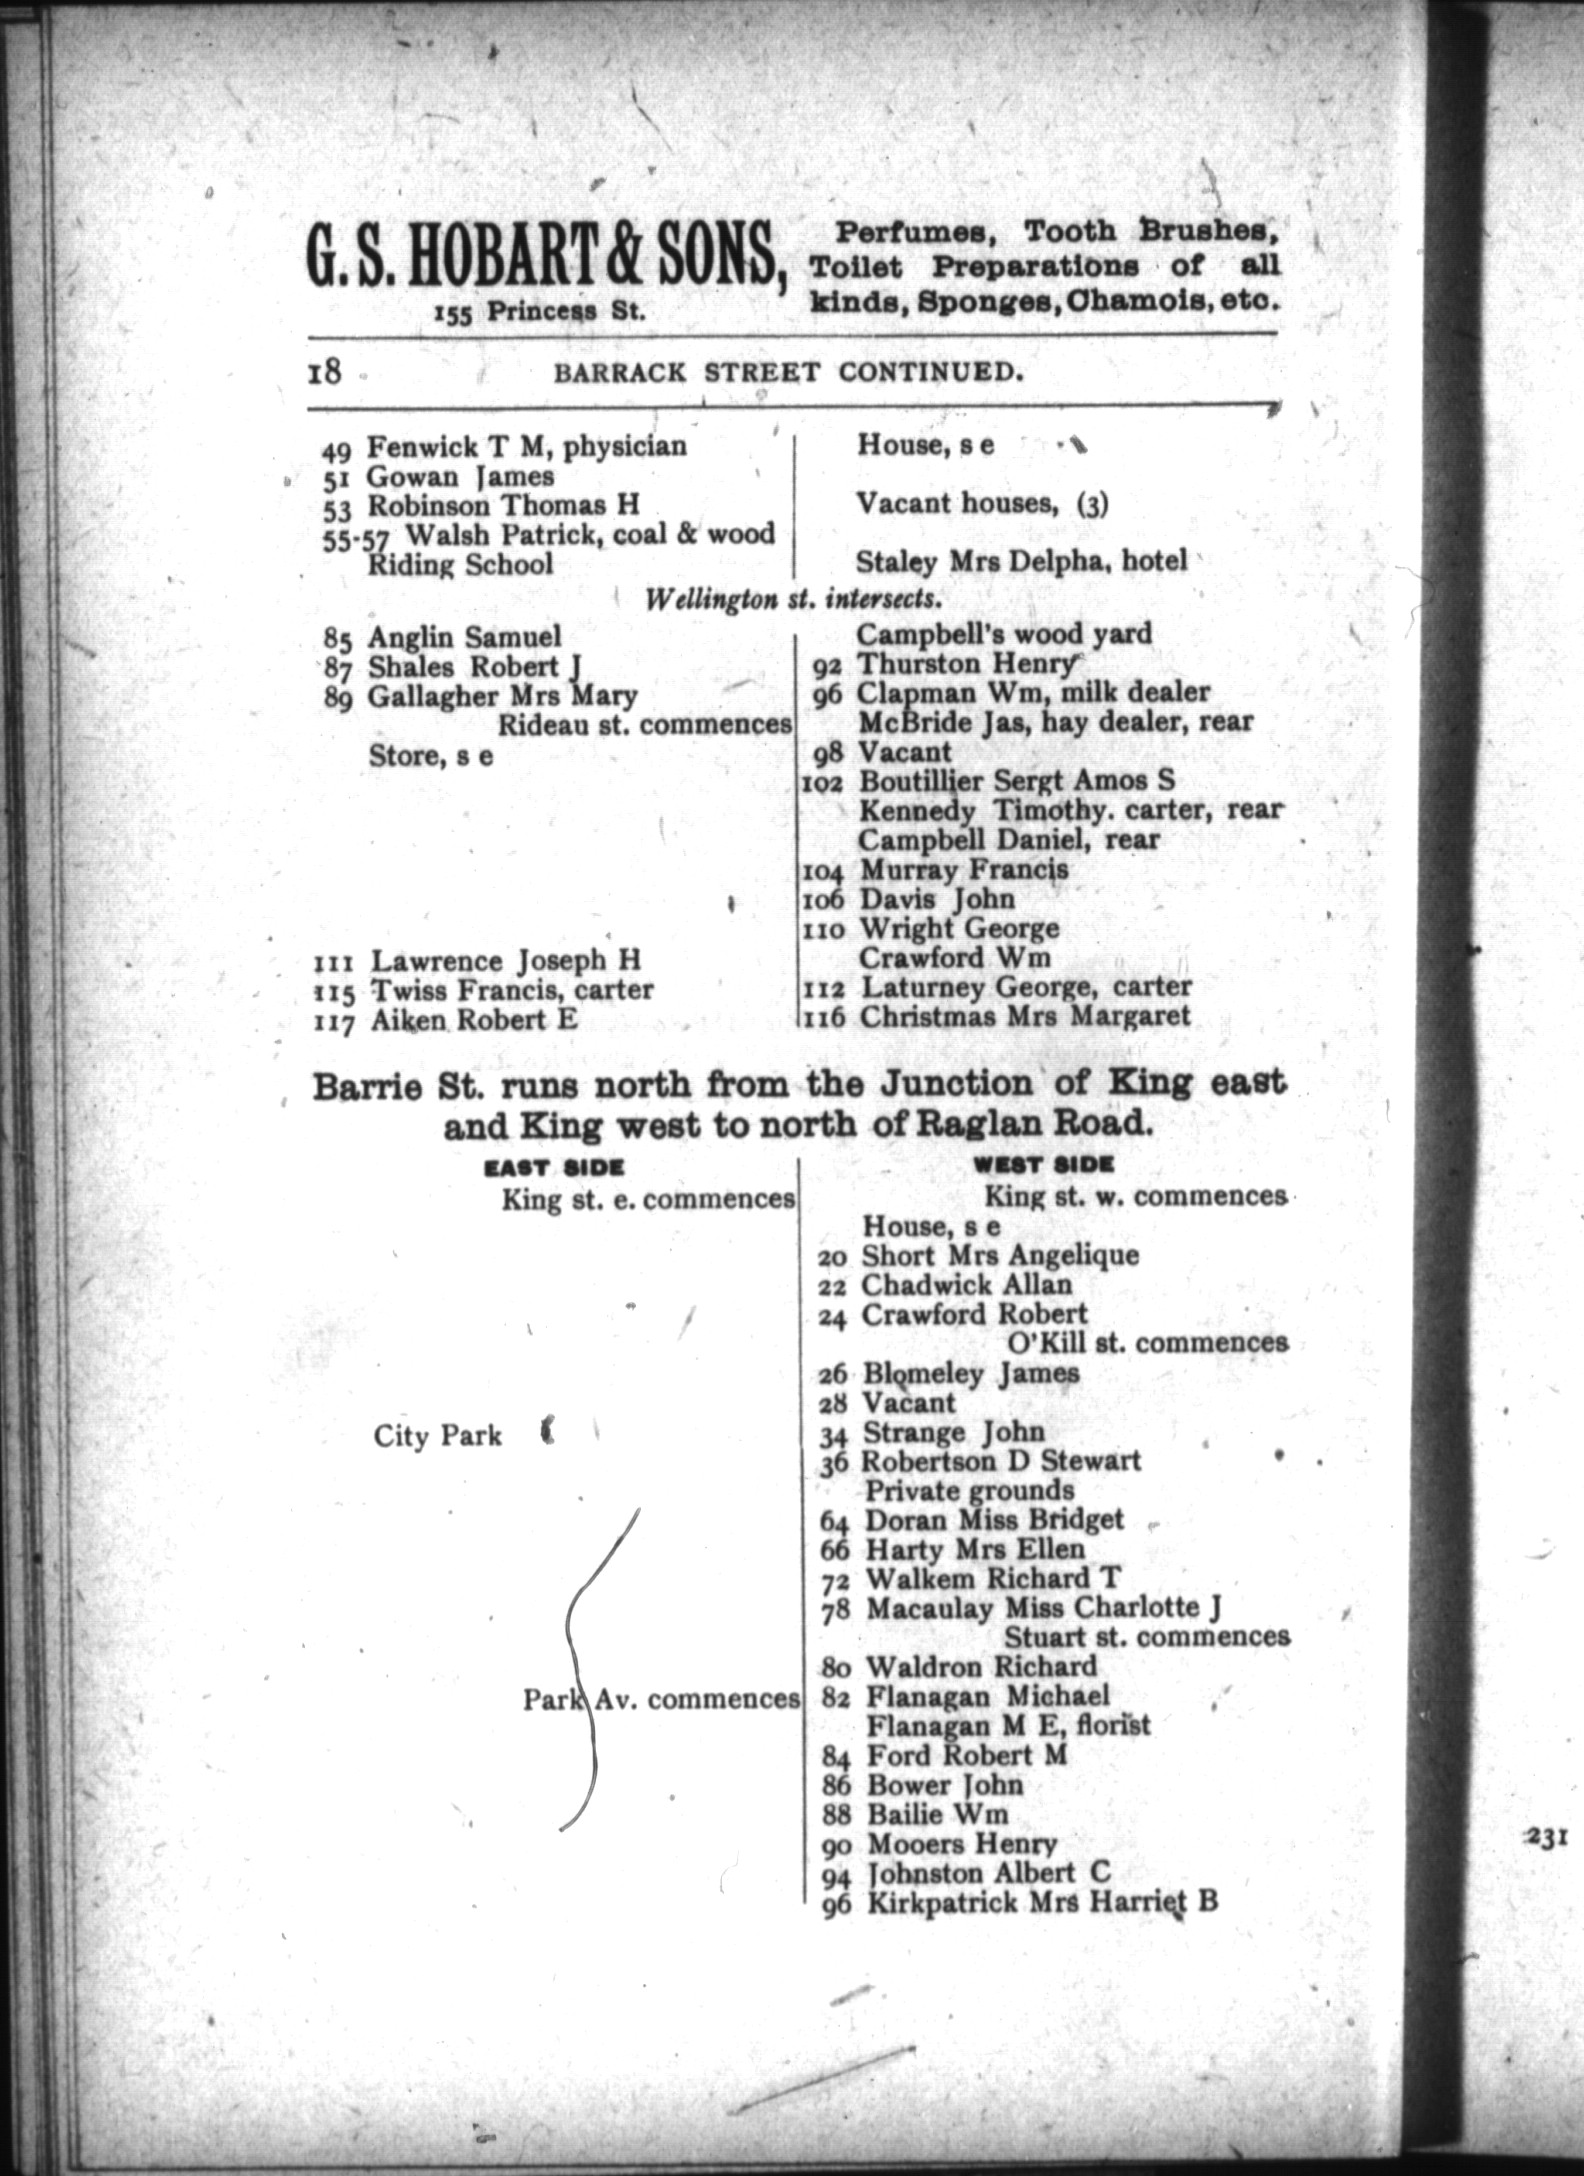 G. S. HOBART & SONS,
155 Princess St.
Perfumes, Tooth Brushes,
Toilet Preparations of all
kinds, Sponges, Chamois, etc.
18
BARRACK STREET CONTINUED.
49 Fenwick T M, physician
51 Gowan James
53 Robinson Thomas H
55-57 Walsh Patrick, coal & wood
Riding School
House, s e
Vacant houses, (3)
Staley Mrs Delpha, hotel
Wellington st. intersects.
85 Anglin Samuel
87 Shales Robert J
89 Gallagher Mrs Mary
Rideau st. commences
Store, s e
111 Lawrence Joseph H
115 Twiss Francis, carter
117 Aiken Robert E
Campbell's wood yard
92 Thurston Henry
96 Clapman Wm, milk dealer
McBride Jas, hay dealer, rear
98 Vacant
102 Boutillier Sergt Amos S
Kennedy Timothy. carter, rear
Campbell Daniel, rear
104 Murray Francis
106 Davis John
110 Wright George
Crawford Wm
112 Laturney George, carter
116 Christmas Mrs Margaret
Barrie St. runs north from the Junction of King east
and King west to north of Raglan Road.
EAST SIDE
King st. e. commences
City Park
Park Av. commences
WEST SIDE
King st. w. commences
House, s e
20 Short Mrs Angelique
22 Chadwick Allan
24 Crawford Robert
O'Kill st. commences
26 Blomeley James
28 Vacant
34 Strange John
36 Robertson D Stewart
Private grounds
64 Doran Miss Bridget
66 Harty Mrs Ellen
72 Walkem Richard T
78 Macaulay Miss Charlotte J
Stuart st. commences
80 Waldron Richard
82 Flanagan Michael
Flanagan M E, florist
84 Ford Robert M
86 Bower John
88 Bailie Wm
90 Mooers Henry
94 Johnston Albert C
96 Kirkpatrick Mrs Harriet B
231